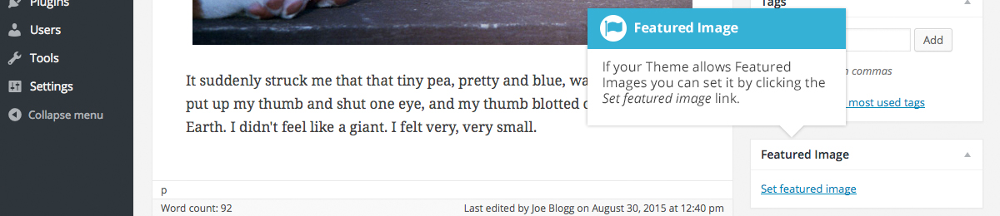 Plugins
Users
Tools
Settings
Collapse menu
It suddenly struck me that that tiny pea, pretty and blue,
put up my thumb and shut one eye, and my thumb blotted
Earth. I didn't feel like a giant. I felt very, very small.
p
Word count: 92
Last edited by Joe Blogg on August 30, 2015 at 12:40 pm
Featured Image
If your Theme allows Featured
Images you can set it by clicking the
Set featured image link.
Tags
Add
commas
most used tags
Featured Image
Set featured image